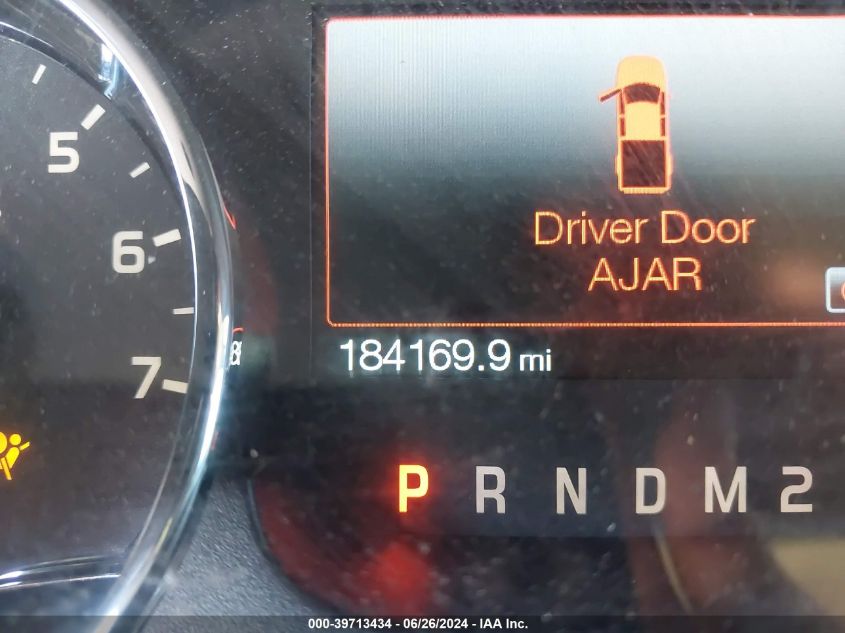 5
6
7
Driver Door
AJAR
184169.9 mi
P R N D M 2
000-39713434 - 06/26/2024 - IAA Inc.